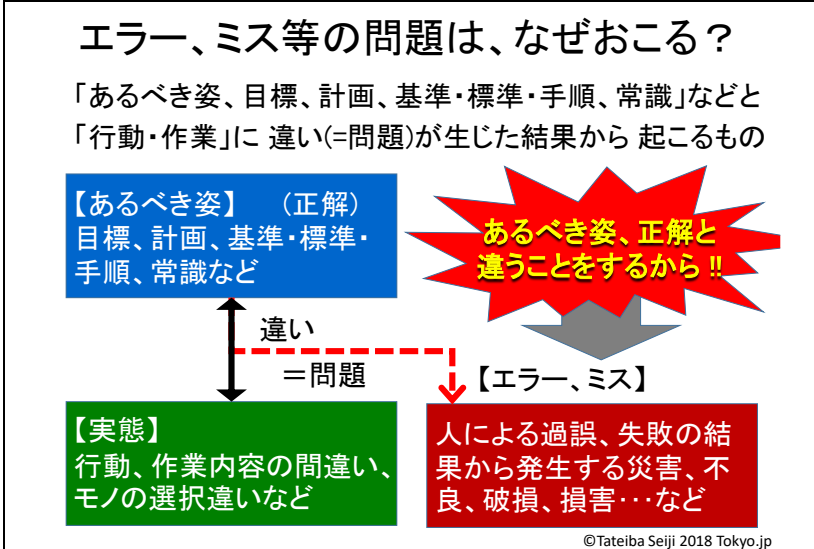 エラー、ミス等の問題は、なぜおこる？
「あるべき姿、目標、計画、基準・標準・手順、常識」などと
「行動・作業」に 違い(=問題)が生じた結果から 起こるもの
【あるべき姿】　（正解）
目標、計画、基準・標準・
手順、常識など
あるべき姿、正解と
違うことをするから !!
違い
＝問題
【エラー、ミス】
【実態】
行動、作業内容の間違い、
モノの選択違いなど
人による過誤、失敗の結
果から発生する災害、不
良、破損、損害･･･など
©Tateiba Seiji 2018 Tokyo.jp